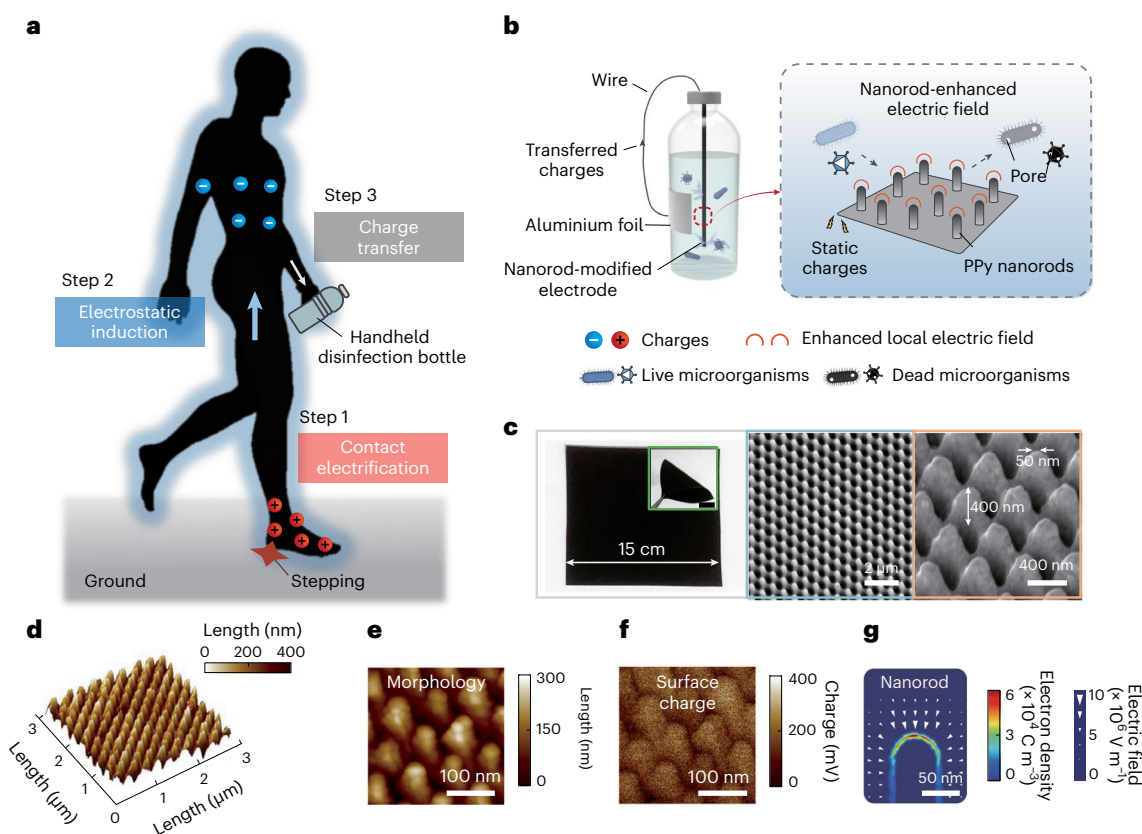 a
Step 3
Charge
transfer
Step 2
Electrostatic
induction
Handheld
disinfection bottle
Step 1
Contact
electrification
Ground
Stepping
b
Wire
Transferred
charges
Aluminium foil
Nanorod-modified
electrode
Nanorod-enhanced
electric field
Pore
Static
charges
PPy nanorods
− + Charges
Enhanced local electric field
Live microorganisms
Dead microorganisms
c
15 cm
2 µm
50 nm
400 nm
400 nm
d
Length (nm)
0 200 400
3
2
1
0
1
2
3
Length (µm)
Length (µm)
e
Morphology
100 nm
300
150
0
Length (nm)
f
Surface
charge
100 nm
400
200
0
Charge (mV)
g
Nanorod
50 nm
6
3
0
Electron density
(× 10⁴ C m⁻³)
10
5
0
Electric field
(× 10⁶ V m⁻¹)